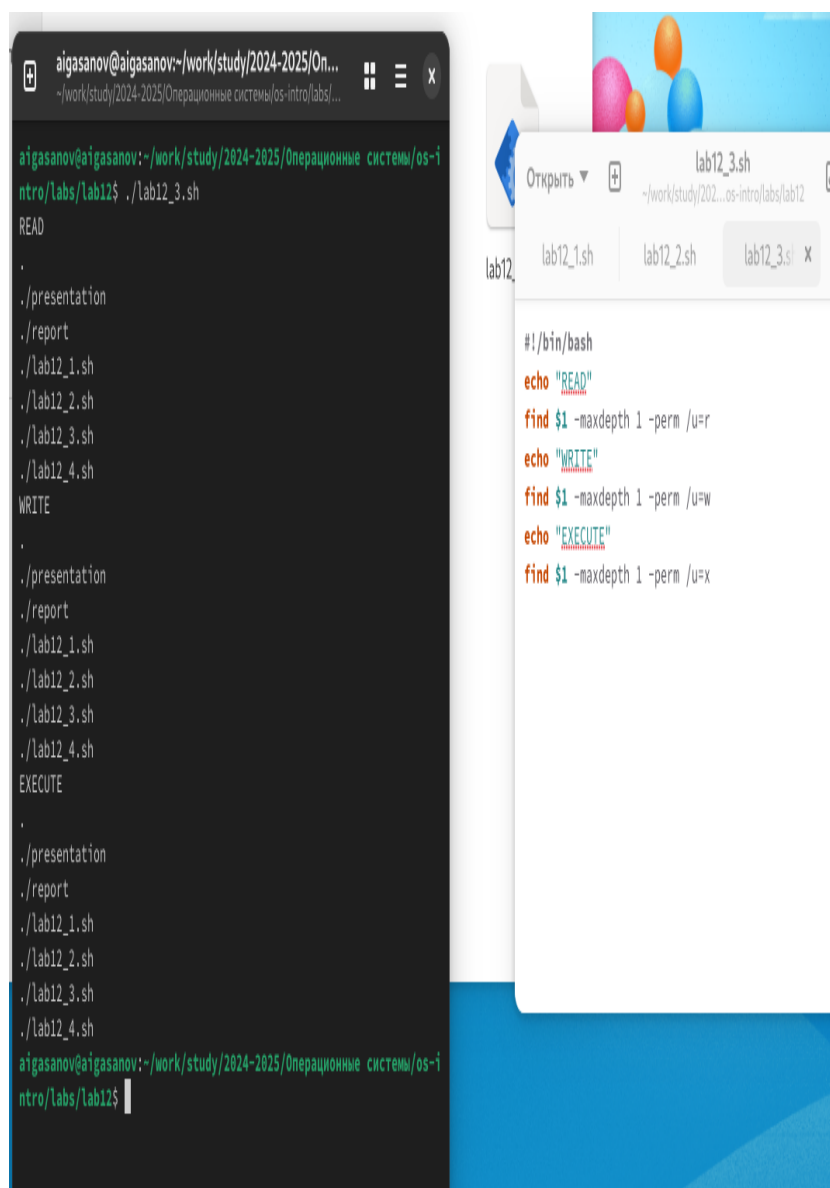 aigasanov@aigasanov:~/work/study/2024-2025/Оп...
~/work/study/2024-2025/Операционные системы/os-intro/labs/...
aigasanov@aigasanov:~/work/study/2024-2025/Операционные системы/os-i
ntro/labs/lab12$ ./lab12_3.sh
READ
.
./presentation
./report
./lab12_1.sh
./lab12_2.sh
./lab12_3.sh
./lab12_4.sh
WRITE
.
./presentation
./report
./lab12_1.sh
./lab12_2.sh
./lab12_3.sh
./lab12_4.sh
EXECUTE
.
./presentation
./report
./lab12_1.sh
./lab12_2.sh
./lab12_3.sh
./lab12_4.sh
aigasanov@aigasanov:~/work/study/2024-2025/Операционные системы/os-i
ntro/labs/lab12$
lab12_
Открыть
lab12_3.sh
~/work/study/202...os-intro/labs/lab12
lab12_1.sh
lab12_2.sh
lab12_3.s
#!/bin/bash
echo "READ"
find $1 -maxdepth 1 -perm /u=r
echo "WRITE"
find $1 -maxdepth 1 -perm /u=w
echo "EXECUTE"
find $1 -maxdepth 1 -perm /u=x